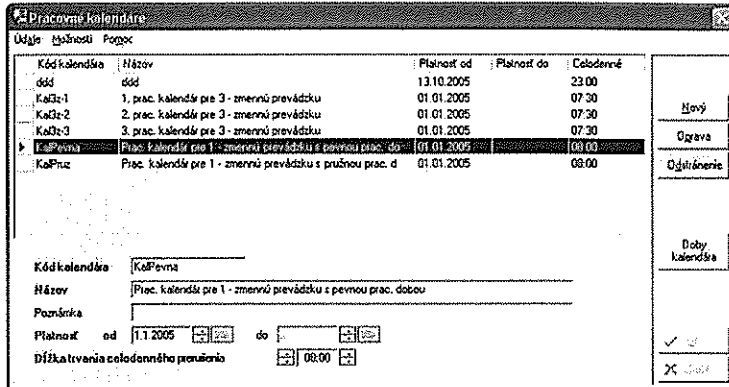 Pracovné kalendáre
Údaje Možnosti Pomoc
Kód kalendára Názov Platnosť od Platnosť do Celodenné
ddd ddd 13.10.2005 23:00
Kal3z-1 1. prac. kalendár pre 3 - zmennú prevádzku 01.01.2005 07:30
Kal3z-2 2. prac. kalendár pre 3 - zmennú prevádzku 01.01.2005 07:30
Kal3z-3 3. prac. kalendár pre 3 - zmennú prevádzku 01.01.2005 07:30
KalPevna Prac. kalendár pre 1 - zmennú prevádzku s pevnou prac. do 01.01.2005 08:00
KalPruz Prac. kalendár pre 1 - zmennú prevádzku s pružnou prac. d 01.01.2005 08:00
Nový
Oprava
Odstránenie
Doby kalendára
Kód kalendára KalPevna
Názov Prac. kalendár pre 1 - zmennú prevádzku s pevnou prac. dobou
Poznámka
Platnosť od 1.1.2005 do
Dĺžka trvania celodenného prerušenia 08:00